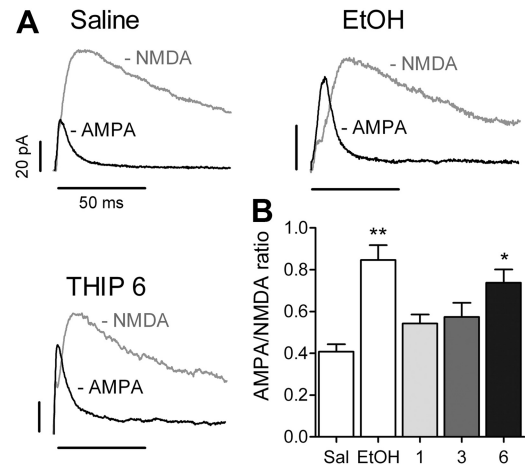 A
Saline
- NMDA
- AMPA
20 pA
50 ms
EtOH
- NMDA
- AMPA
THIP 6
- NMDA
- AMPA
B
AMPA/NMDA ratio
1.0
0.8
0.6
0.4
0.2
0.0
**
*
Sal EtOH 1 3 6